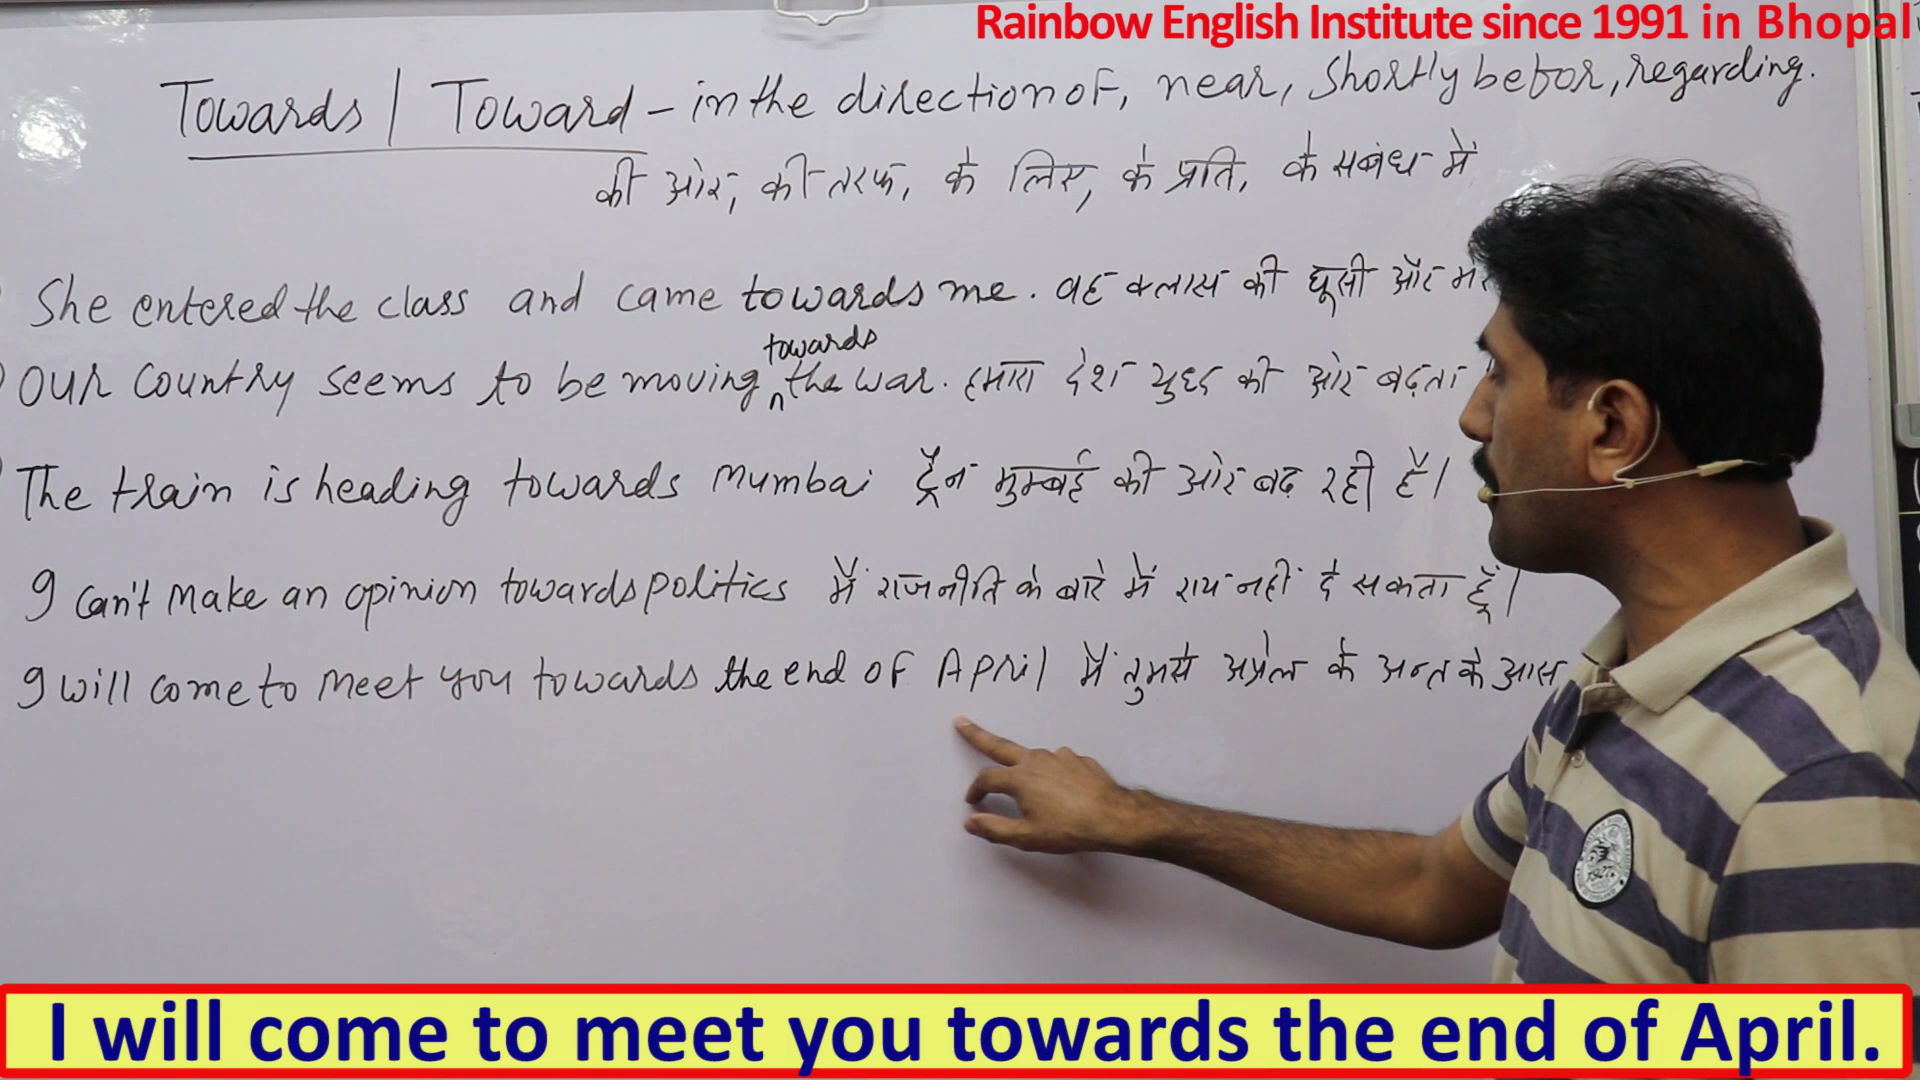 Rainbow English Institute since 1991 in Bhopal
Towards / Toward - in the direction of, near, Shortly befor, regarding.
की ओर, की तरफ, के लिए, के प्रति, के सबंध में
She entered the class and came towards me. वह क्लास की घूसी और
towards
Our Country seems to be moving the war. हमारा देश युध्द की ओर बढ़ता
The train is heading towards Mumbai ट्रैन मुम्बई की ओर बढ़ रही है।
I can't make an opinion towards politics मैं राजनीति के बारे में राय नहीं दे सकता हूँ।
I will come to meet you towards the end of April मैं तुमसे अप्रेल के अन्त के आस
I will come to meet you towards the end of April.